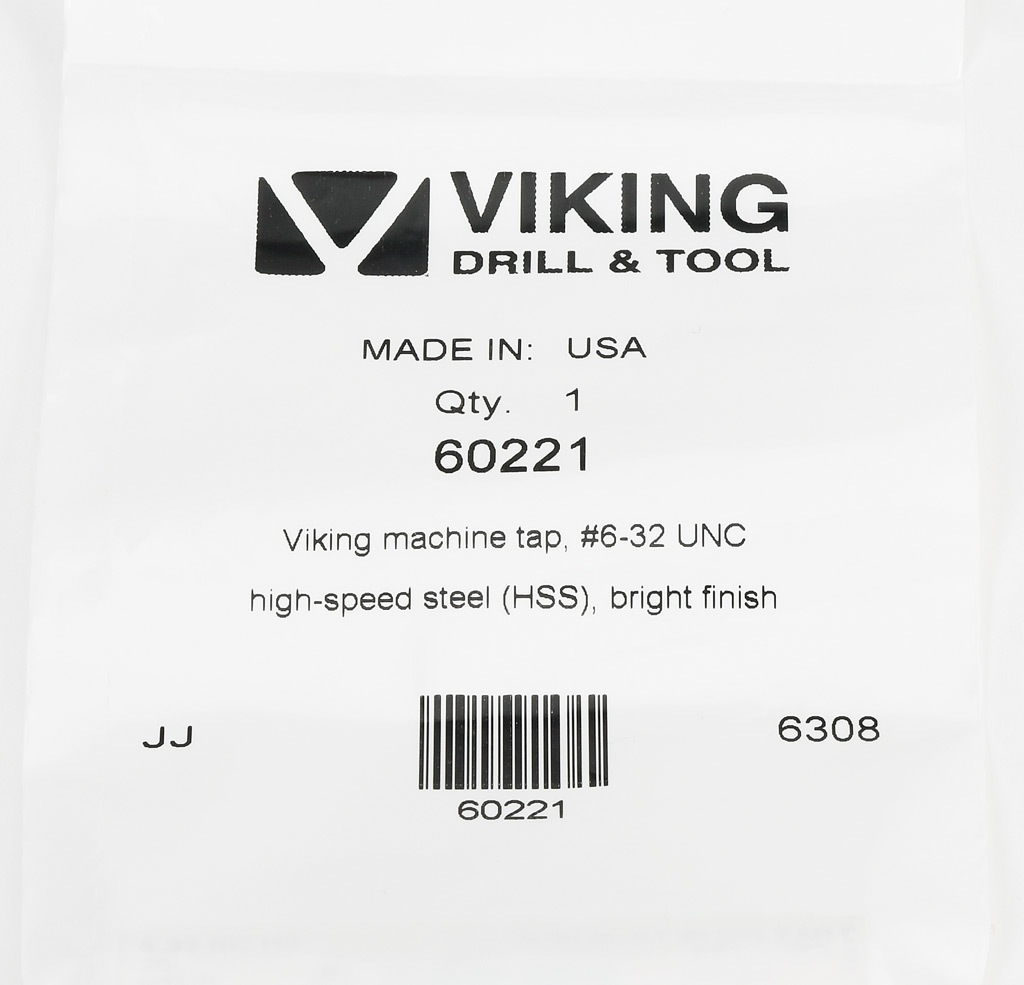 VIKING
DRILL & TOOL
MADE IN: USA
Qty. 1
60221
Viking machine tap, #6-32 UNC
high-speed steel (HSS), bright finish
JJ
6308
60221